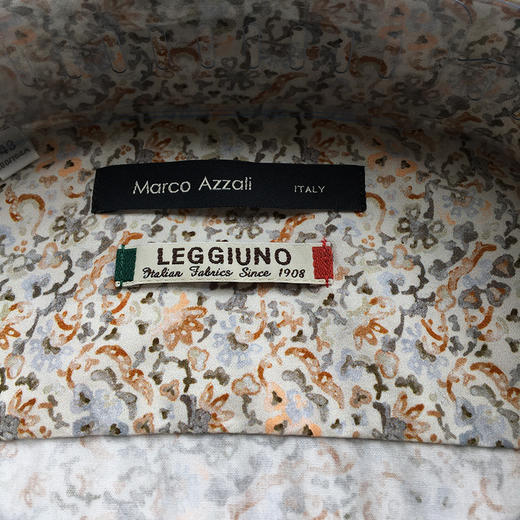 Marco Azzali ITALY
LEGGIUNO
Italian Fabrics Since 1908